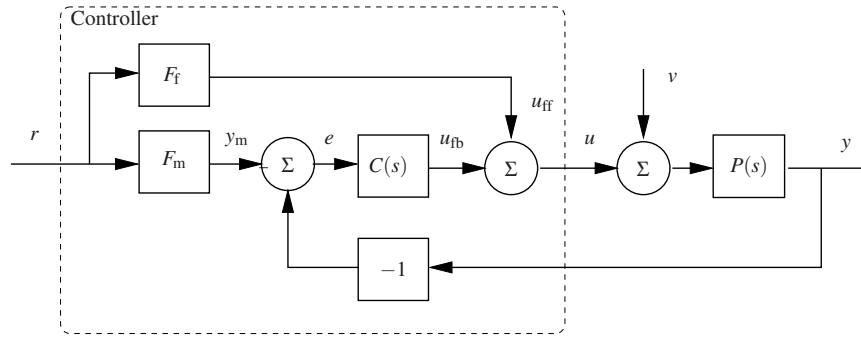 Controller
F_f
v
u_ff
r
y_m
e
u_fb
u
y
F_m
Σ
C(s)
Σ
Σ
P(s)
−1